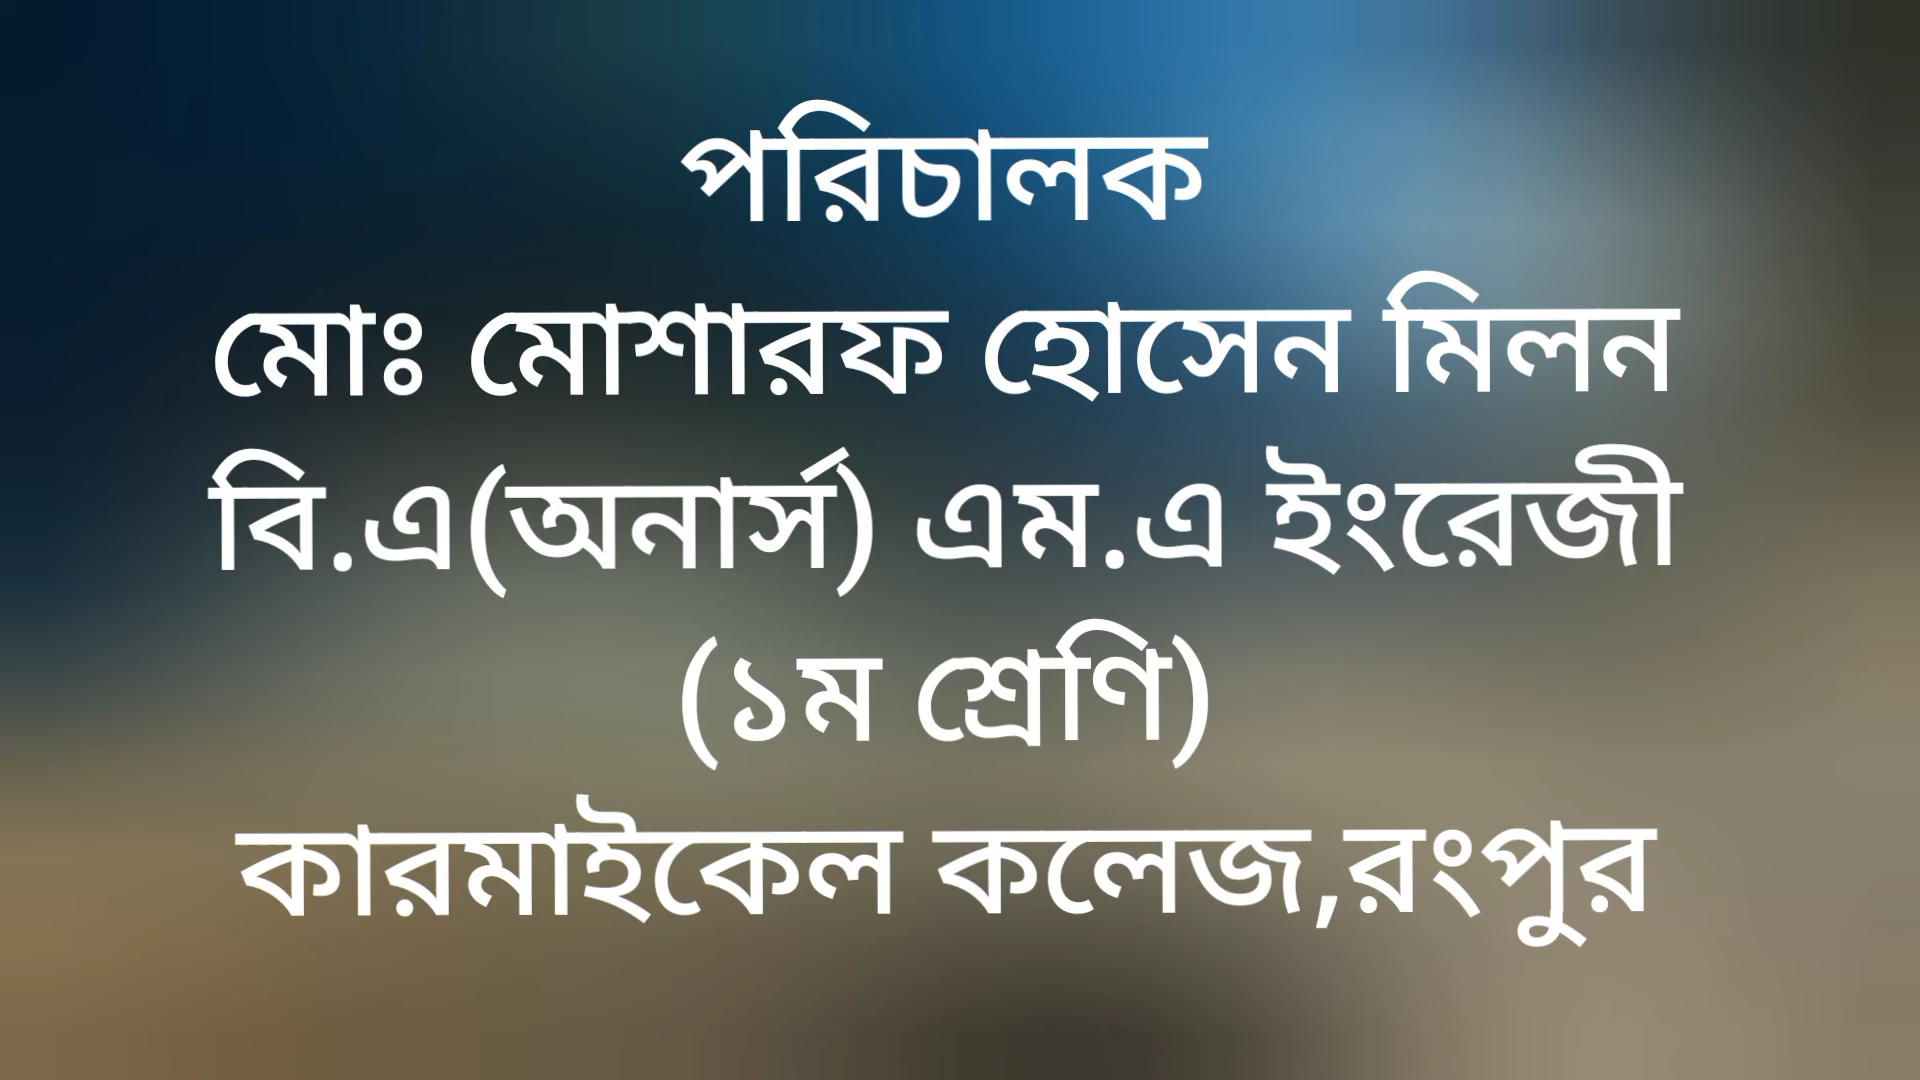 পরিচালক
মোঃ মোশারফ হোসেন মিলন
বি.এ(অনার্স) এম.এ ইংরেজী
(১ম শ্রেণি)
কারমাইকেল কলেজ,রংপুর